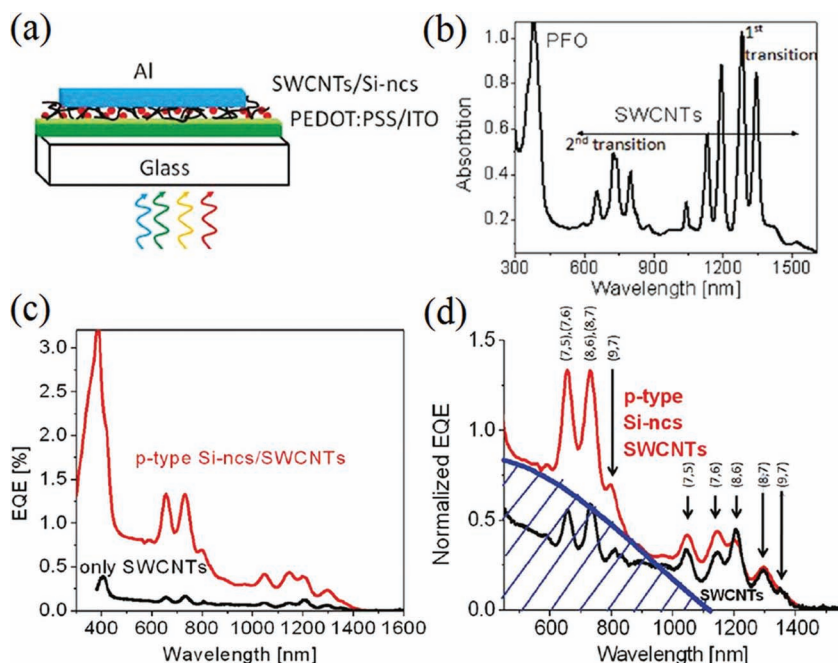 (a)
Al
SWCNTs/Si-ncs
PEDOT:PSS/ITO
Glass
(b)
PFO
1st
transition
SWCNTs
2nd transition
Absorbtion
1.0
0.8
0.6
0.4
0.2
300 600 900 1200 1500
Wavelength [nm]
(c)
EQE [%]
3.0
2.5
2.0
1.5
1.0
0.5
0.0
p-type Si-ncs/SWCNTs
only SWCNTs
400 600 800 1000 1200 1400 1600
Wavelength [nm]
(d)
Normalized EQE
1.5
1.0
0.5
0.0
(7,5),(7,6)
(8,6),(8,7)
(9,7)
p-type
Si-ncs
SWCNTs
(7,5)
(7,6)
(8,6)
(8;7)
(9,7)
SWCNTs
600 800 1000 1200 1400
Wavelength [nm]